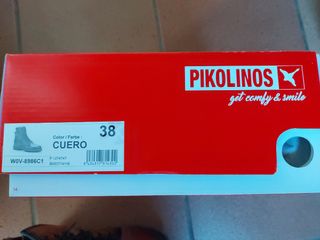 PIKOLINOS
get comfy & smile
Color / Farbe :
38
CUERO
W0V-8986C1